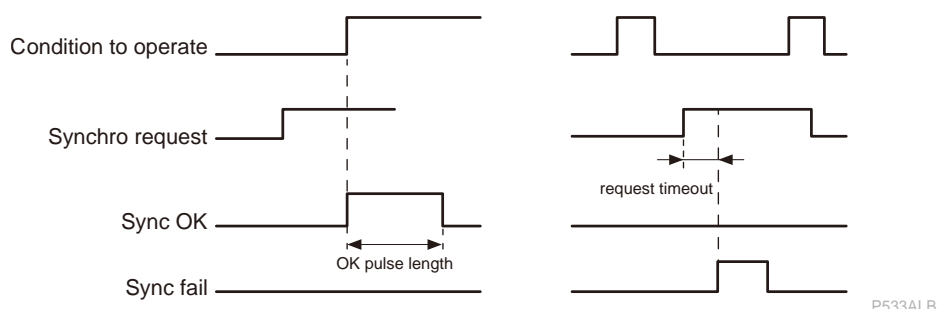 Condition to operate
Synchro request
request timeout
Sync OK
OK pulse length
Sync fail
P533ALB